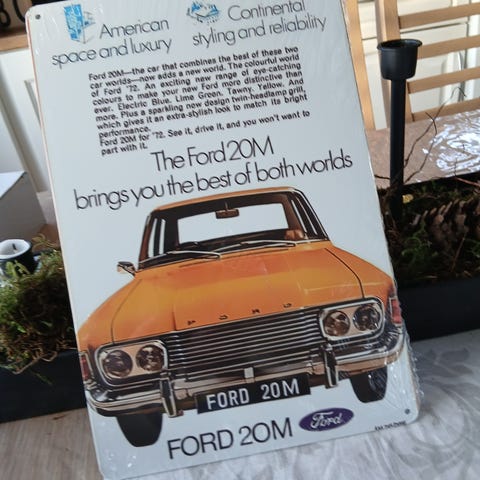 American
space and luxury
Continental
styling and reliability
Ford 20M—the car that combines the best of these two
car worlds—now adds a new world. The colourful world
of Ford '72. An exciting new range of eye-catching
colours to make your new Ford more distinctive than
ever. Electric Blue, Lime Green, Tawny, Yellow. And
more. Plus a sparkling new design twin-headlamp grill,
which gives it an extra-stylish look to match its bright
performance.
Ford 20M for '72. See it, drive it, and you won't want to
part with it.
The Ford 20M
brings you the best of both worlds
FORD
FORD 20M
FORD 20M
Ford